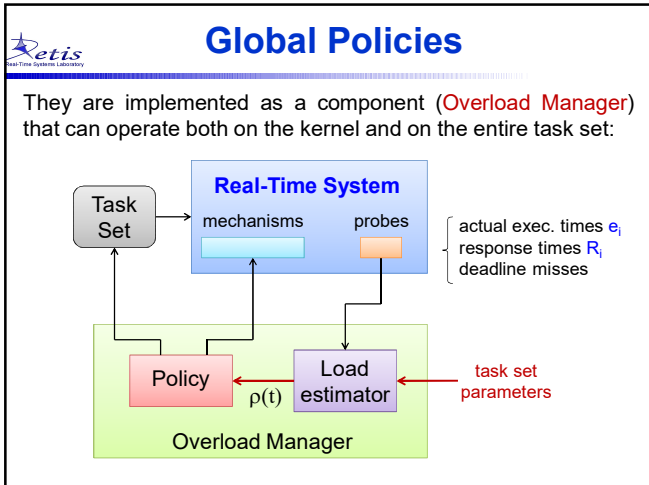 Global Policies
Retis
Real-Time Systems Laboratory
They are implemented as a component (Overload Manager)
that can operate both on the kernel and on the entire task set:
Real-Time System
Task
Set
mechanisms
probes
actual exec. times ei
response times Ri
deadline misses
Policy
ρ(t)
Load
estimator
task set
parameters
Overload Manager